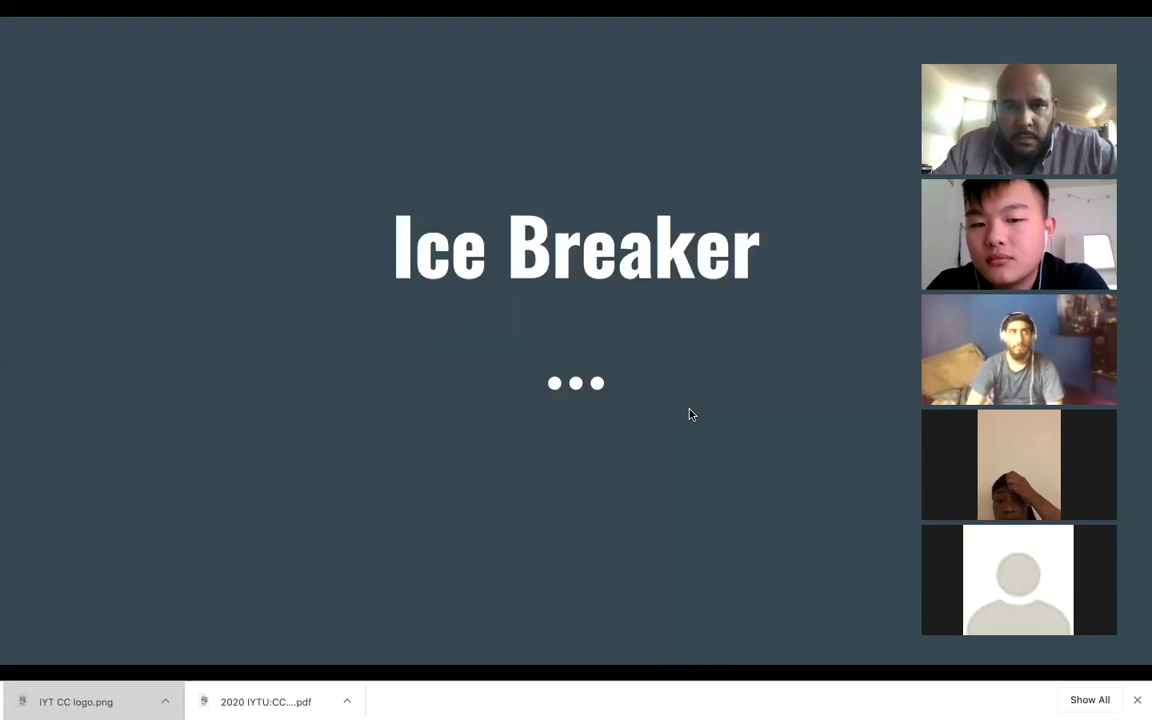 Ice Breaker
IYT CC logo.png
2020 IYTU:CC....pdf
Show All